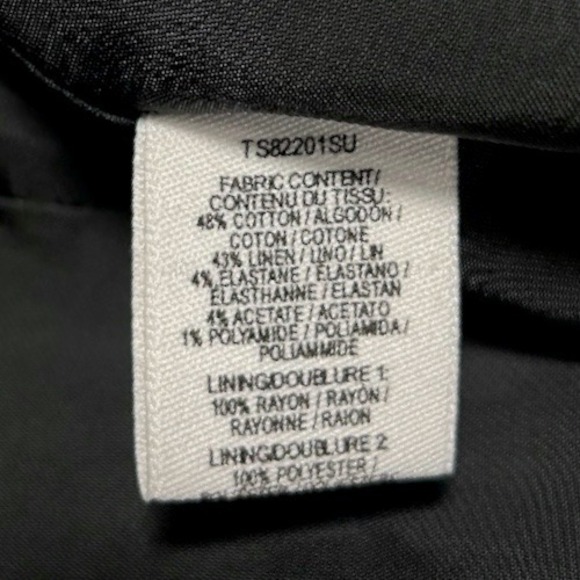 TS82201SU
FABRIC CONTENT/
CONTENU DU TISSU:
48% COTTON / ALGODÓN /
COTON / COTONE
43% LINEN / LINO / LIN
4% ELASTANE / ELASTANO /
ELASTHANNE / ELASTAN
4% ACETATE / ACETATO
1% POLYAMIDE / POLIAMIDA /
POLIAMMIDE
LINING/DOUBLURE 1:
100% RAYON / RAYÓN /
RAYONNE / RAION
LINING/DOUBLURE 2
100% POLYESTER /